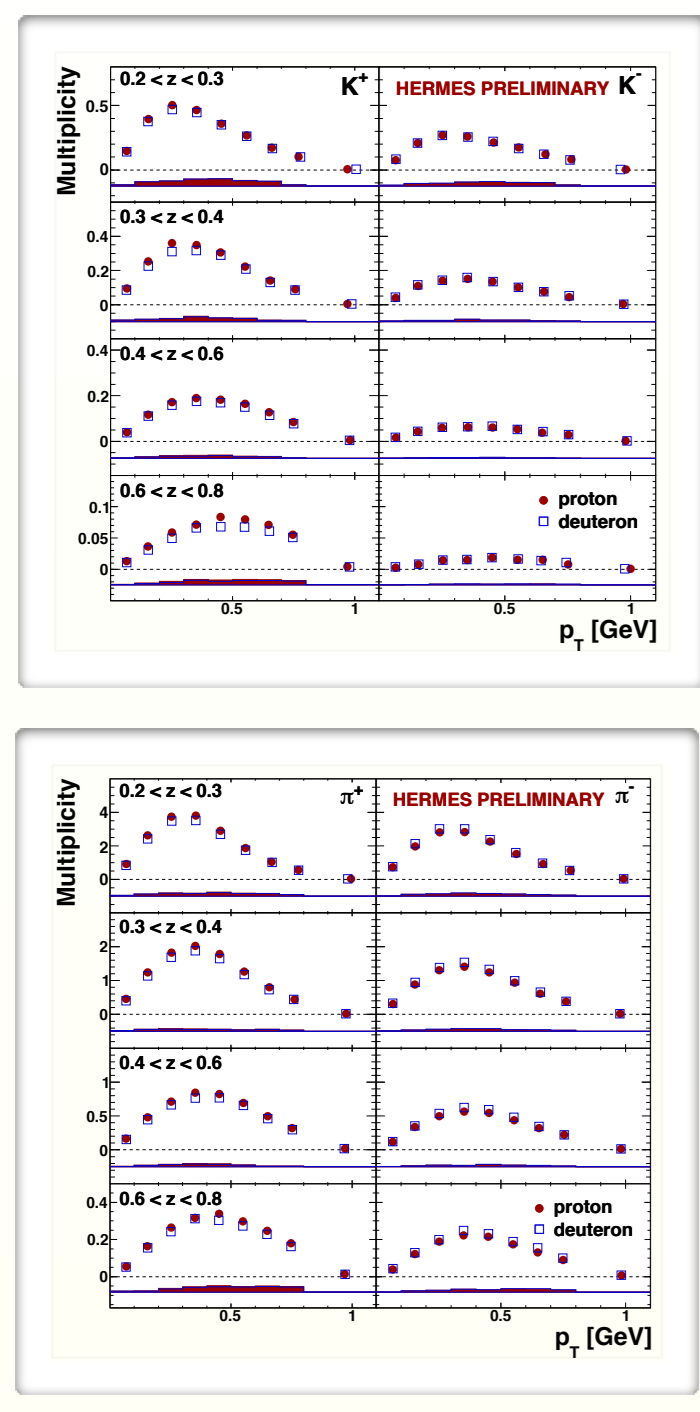 Multiplicity
0.2 < z < 0.3 K+ HERMES PRELIMINARY K-
0.5
0
0.3 < z < 0.4
0.4
0.2
0
0.4 < z < 0.6
0.4
0.2
0
0.6 < z < 0.8
0.1
0.05
0
proton
deuteron
0.5 1 0.5 1
pT [GeV]
Multiplicity
0.2 < z < 0.3 π+ HERMES PRELIMINARY π-
4
2
0
0.3 < z < 0.4
2
1
0
0.4 < z < 0.6
1
0.5
0
0.6 < z < 0.8
0.4
0.2
0
proton
deuteron
0.5 1 0.5 1
pT [GeV]